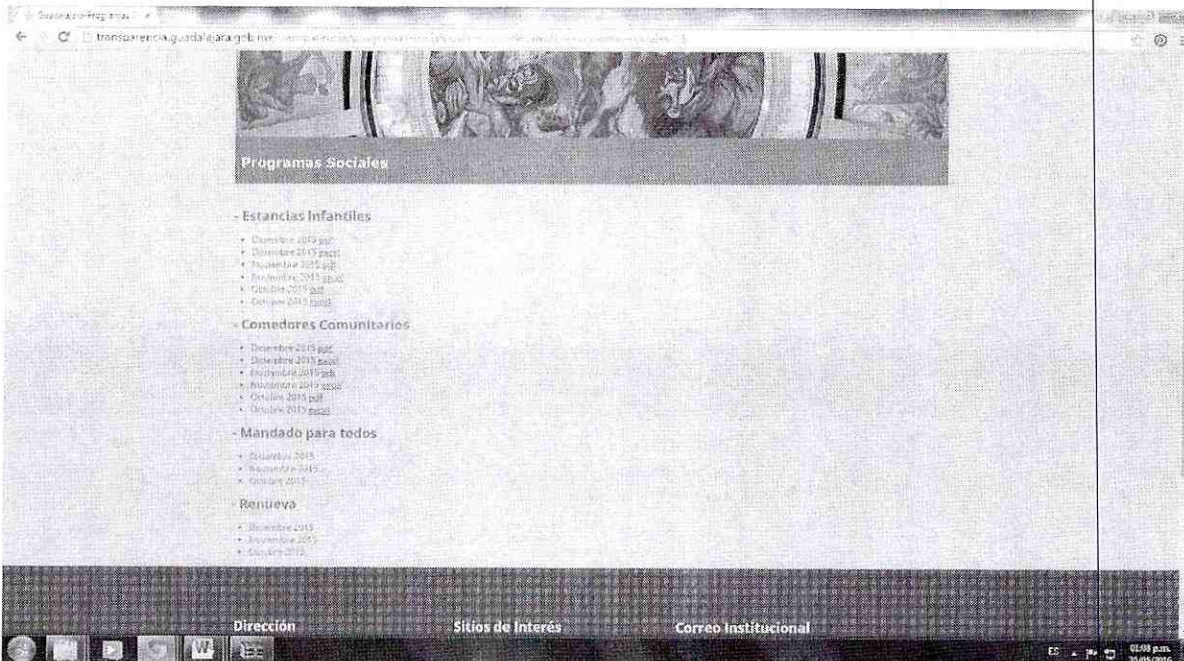 transparencia.guadalajara.gob.mx
Programas Sociales
- Estancias Infantiles
• Diciembre 2015 pdf
• Diciembre 2015 excel
• Noviembre 2015 pdf
• Noviembre 2015 excel
• Octubre 2015 pdf
• Octubre 2015 excel
- Comedores Comunitarios
• Diciembre 2015 pdf
• Diciembre 2015 excel
• Noviembre 2015 pdf
• Noviembre 2015 excel
• Octubre 2015 pdf
• Octubre 2015 excel
- Mandado para todos
• Diciembre 2015
• Noviembre 2015
• Octubre 2015
- Renueva
• Diciembre 2015
• Noviembre 2015
• Octubre 2015
Dirección Sitios de Interés Correo Institucional
ES 01:08 p.m.